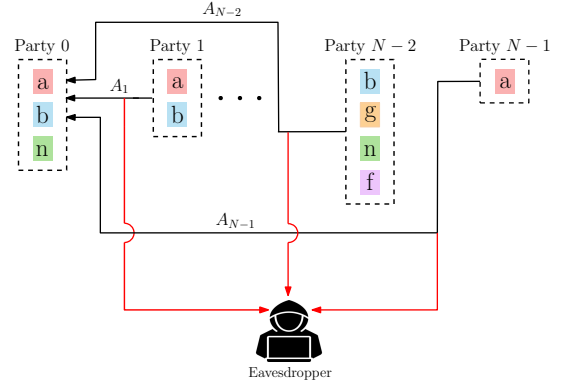 A_{N-2}
Party 0
Party 1
Party N − 2
Party N − 1
a
a
b
a
A_1
b
b
g
n
n
f
A_{N-1}
Eavesdropper